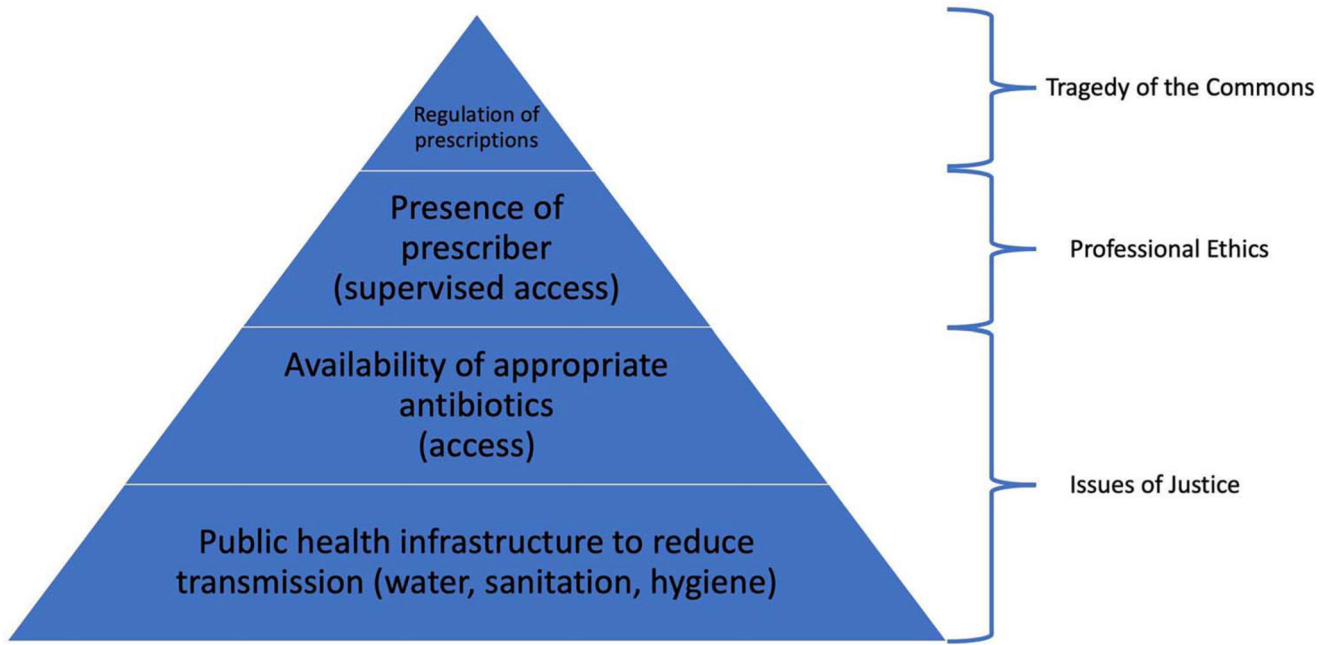 Regulation of
prescriptions
Presence of
prescriber
(supervised access)
Availability of appropriate
antibiotics
(access)
Public health infrastructure to reduce
transmission (water, sanitation, hygiene)
Tragedy of the Commons
Professional Ethics
Issues of Justice